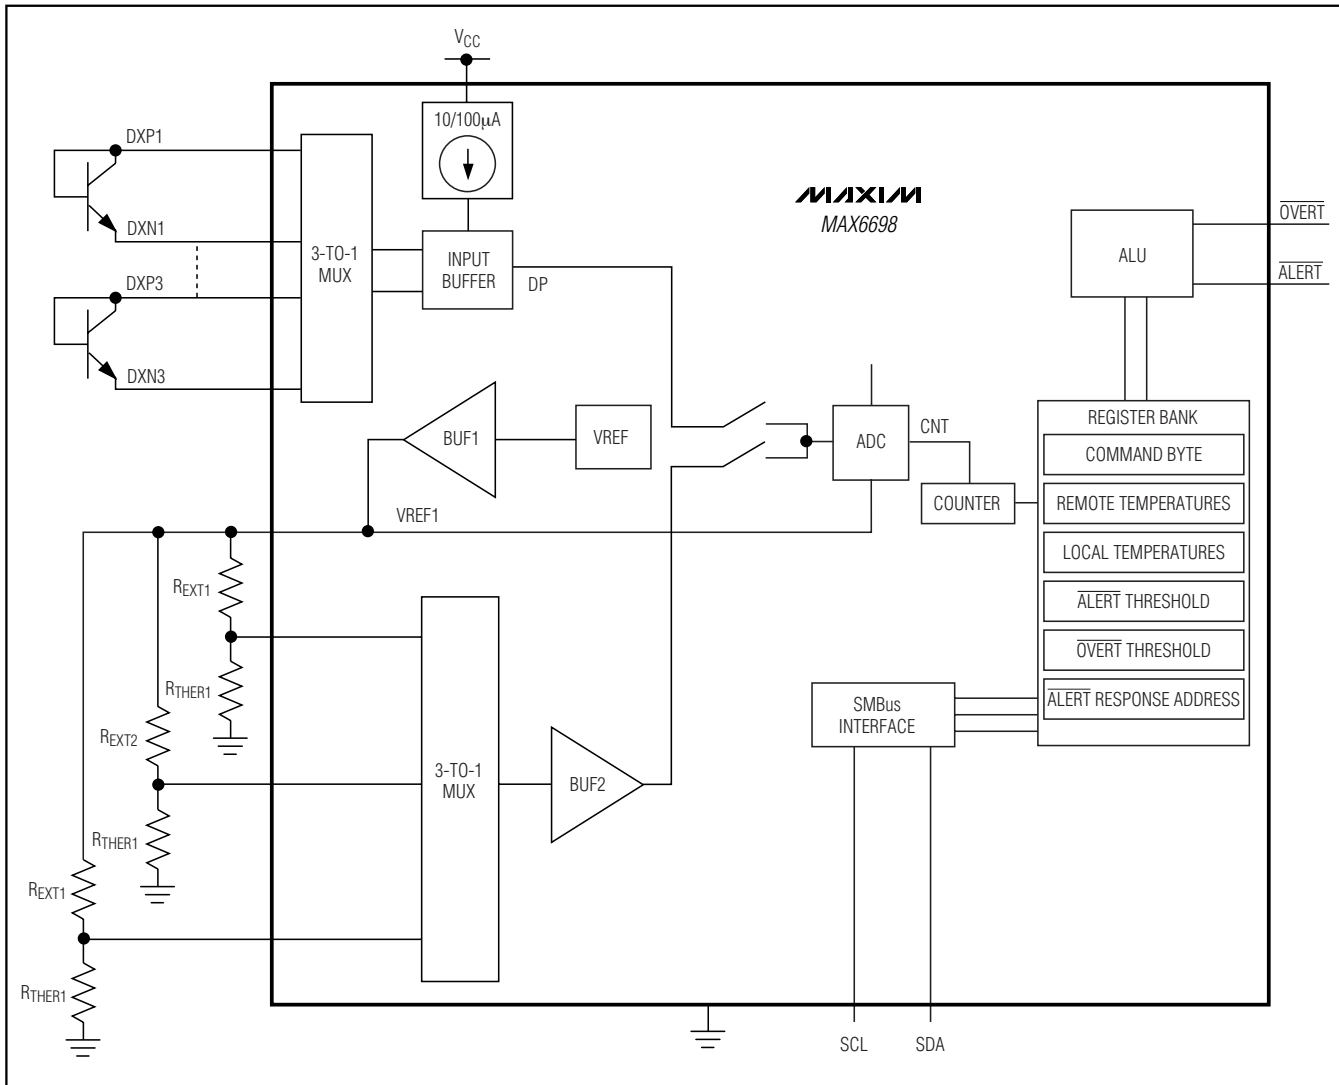 VCC
10/100μA
DXP1
DXN1
DXP3
DXN3
3-TO-1
MUX
INPUT
BUFFER
DP
MAXIM
MAX6698
ALU
OVERT
ALERT
BUF1
VREF
ADC
CNT
COUNTER
VREF1
REGISTER BANK
COMMAND BYTE
REMOTE TEMPERATURES
LOCAL TEMPERATURES
ALERT THRESHOLD
OVERT THRESHOLD
ALERT RESPONSE ADDRESS
REXT1
RTHER1
REXT2
RTHER1
REXT1
RTHER1
3-TO-1
MUX
BUF2
SMBus
INTERFACE
SCL
SDA